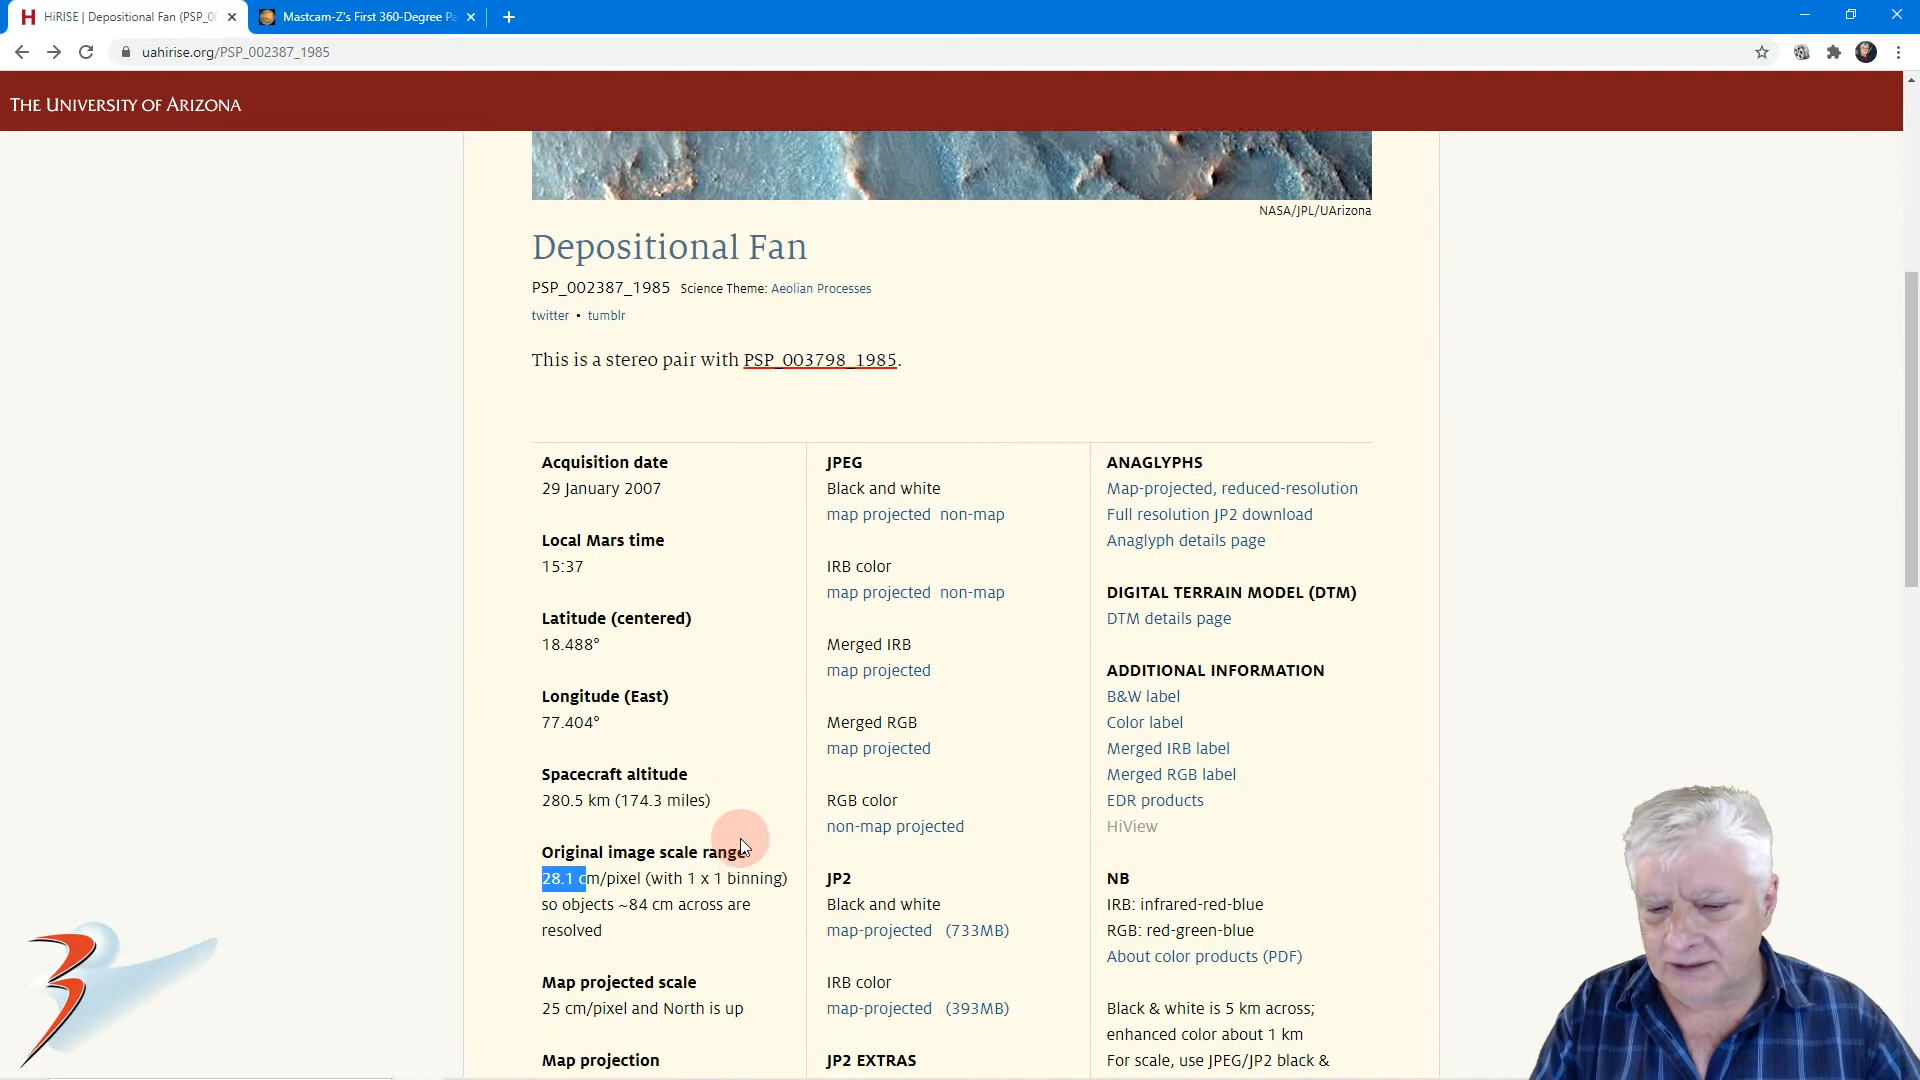 HiRISE | Depositional Fan (PSP_00
Mastcam-Z's First 360-Degree Pa
uahirise.org/PSP_002387_1985
THE UNIVERSITY OF ARIZONA
NASA/JPL/UArizona
Depositional Fan
PSP_002387_1985 Science Theme: Aeolian Processes
twitter • tumblr
This is a stereo pair with PSP_003798_1985.
Acquisition date
29 January 2007
Local Mars time
15:37
Latitude (centered)
18.488°
Longitude (East)
77.404°
Spacecraft altitude
280.5 km (174.3 miles)
Original image scale range
28.1 cm/pixel (with 1 x 1 binning)
so objects ~84 cm across are
resolved
Map projected scale
25 cm/pixel and North is up
Map projection
JPEG
Black and white
map projected non-map
IRB color
map projected non-map
Merged IRB
map projected
Merged RGB
map projected
RGB color
non-map projected
JP2
Black and white
map-projected (733MB)
IRB color
map-projected (393MB)
JP2 EXTRAS
ANAGLYPHS
Map-projected, reduced-resolution
Full resolution JP2 download
Anaglyph details page
DIGITAL TERRAIN MODEL (DTM)
DTM details page
ADDITIONAL INFORMATION
B&W label
Color label
Merged IRB label
Merged RGB label
EDR products
HiView
NB
IRB: infrared-red-blue
RGB: red-green-blue
About color products (PDF)
Black & white is 5 km across;
enhanced color about 1 km
For scale, use JPEG/JP2 black &